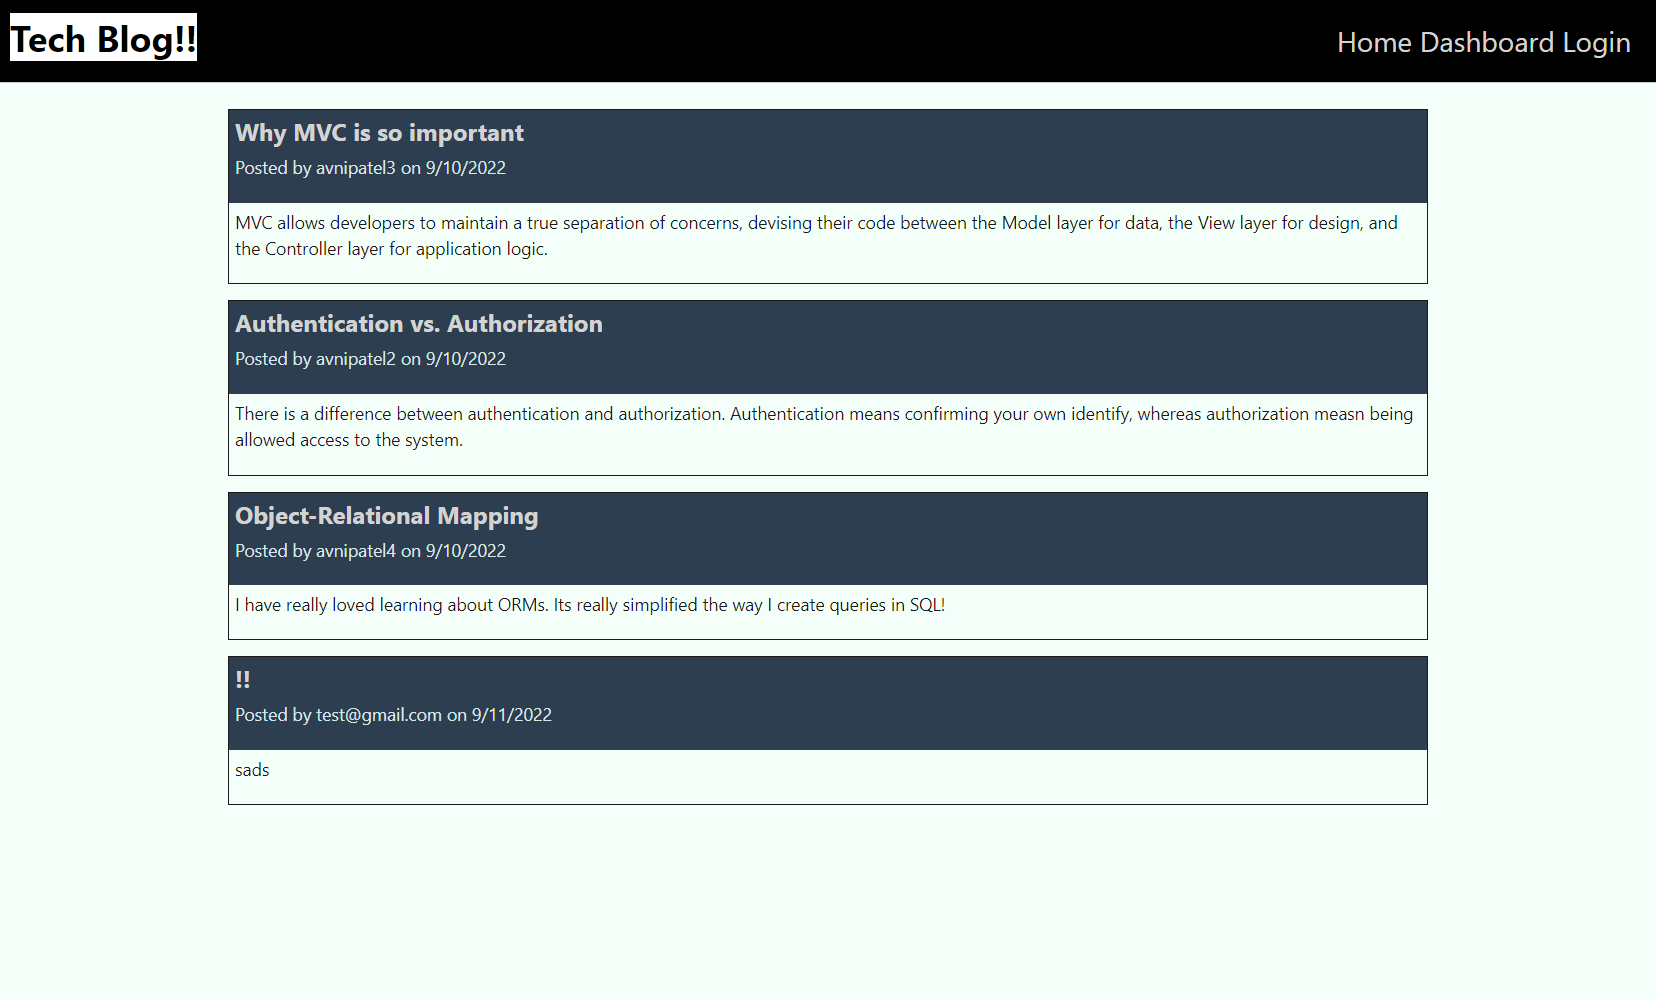 Tech Blog!!
Home Dashboard Login
Why MVC is so important
Posted by avnipatel3 on 9/10/2022
MVC allows developers to maintain a true separation of concerns, devising their code between the Model layer for data, the View layer for design, and
the Controller layer for application logic.
Authentication vs. Authorization
Posted by avnipatel2 on 9/10/2022
There is a difference between authentication and authorization. Authentication means confirming your own identify, whereas authorization measn being
allowed access to the system.
Object-Relational Mapping
Posted by avnipatel4 on 9/10/2022
I have really loved learning about ORMs. Its really simplified the way I create queries in SQL!
!!
Posted by test@gmail.com on 9/11/2022
sads